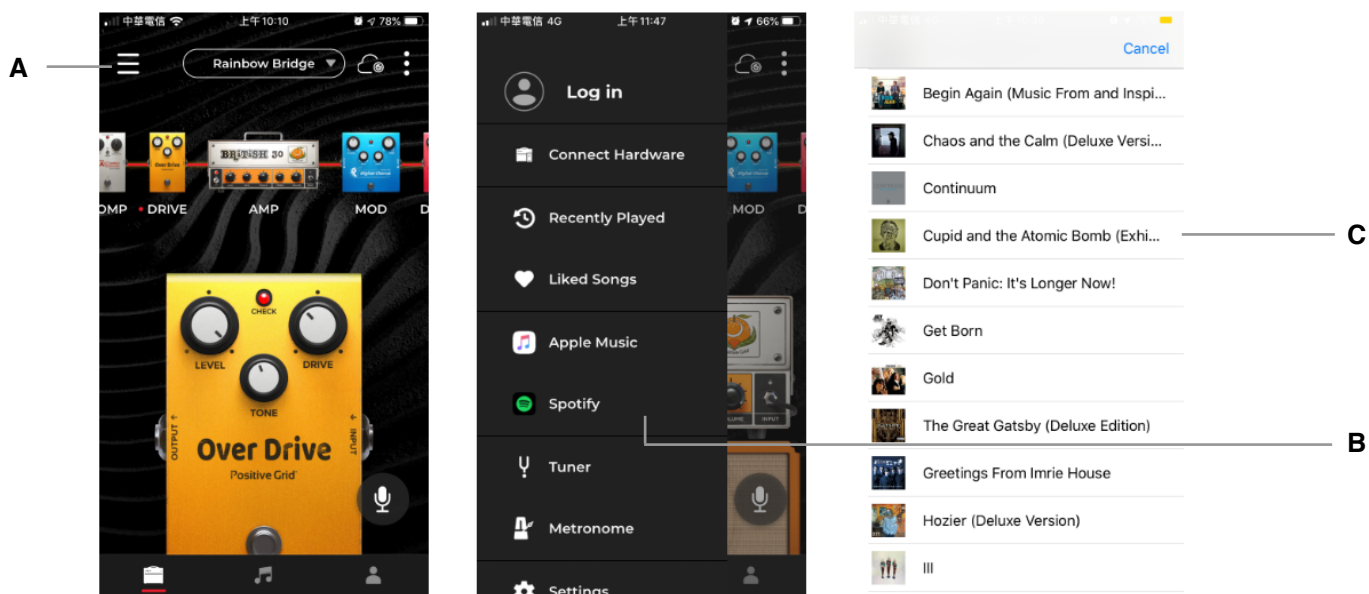 中華電信
上午10:10
78%
A
Rainbow Bridge
BRiTiSH 30
Over Drive
digital Chorus
OMP
DRIVE
AMP
MOD
D
CHECK
LEVEL
DRIVE
TONE
OUTPUT
INPUT
Over Drive
Positive Grid
中華電信 4G
上午11:47
66%
Log in
Connect Hardware
Recently Played
Liked Songs
Apple Music
Spotify
Tuner
Metronome
Settings
MOD
D
LUME
INPUT
B
Cancel
Begin Again (Music From and Inspi...
Chaos and the Calm (Deluxe Versi...
Continuum
Cupid and the Atomic Bomb (Exhi...
C
Don't Panic: It's Longer Now!
Get Born
Gold
The Great Gatsby (Deluxe Edition)
Greetings From Imrie House
Hozier (Deluxe Version)
III